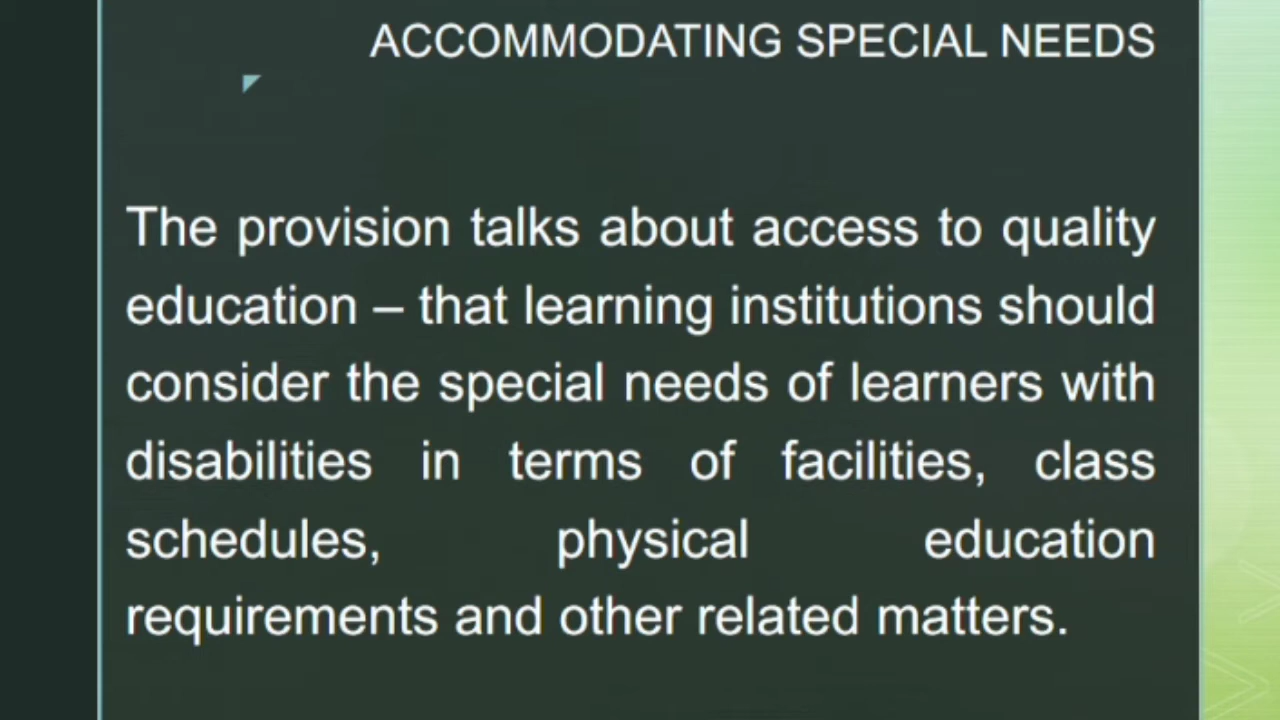 ACCOMMODATING SPECIAL NEEDS
The provision talks about access to quality
education – that learning institutions should
consider the special needs of learners with
disabilities in terms of facilities, class
schedules, physical education
requirements and other related matters.